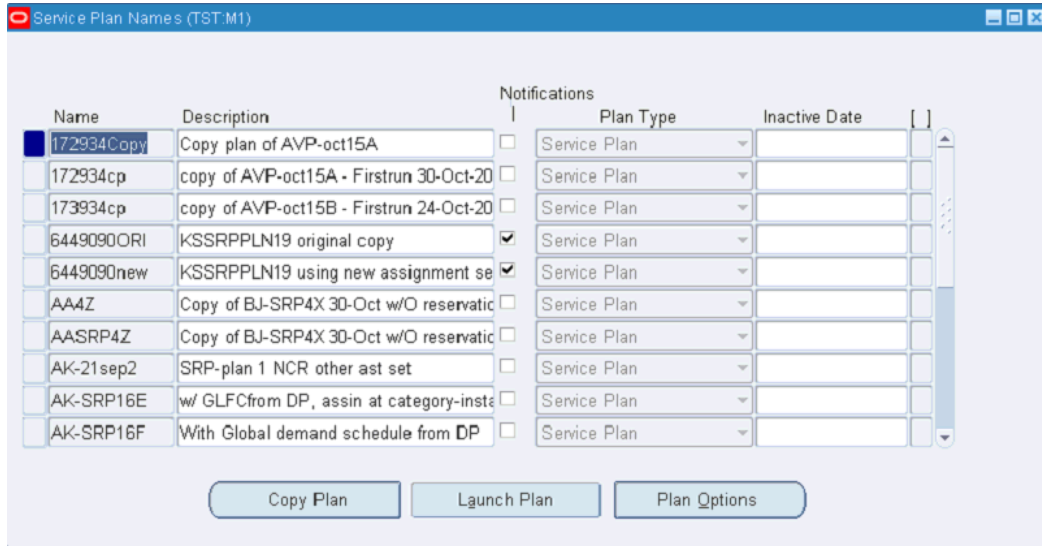 Service Plan Names (TST:M1)
Notifications
Name Description Plan Type Inactive Date [ ]
172934Copy Copy plan of AVP-oct15A Service Plan
172934cp copy of AVP-oct15A - Firstrun 30-Oct-20 Service Plan
173934cp copy of AVP-oct15B - Firstrun 24-Oct-20 Service Plan
6449090ORI KSSRPPLN19 original copy Service Plan
6449090new KSSRPPLN19 using new assignment se Service Plan
AA4Z Copy of BJ-SRP4X 30-Oct w/O reservatic Service Plan
AASRP4Z Copy of BJ-SRP4X 30-Oct w/O reservatic Service Plan
AK-21sep2 SRP-plan 1 NCR other ast set Service Plan
AK-SRP16E w/ GLFCfrom DP, assin at category-insta Service Plan
AK-SRP16F With Global demand schedule from DP Service Plan
Copy Plan Launch Plan Plan Options